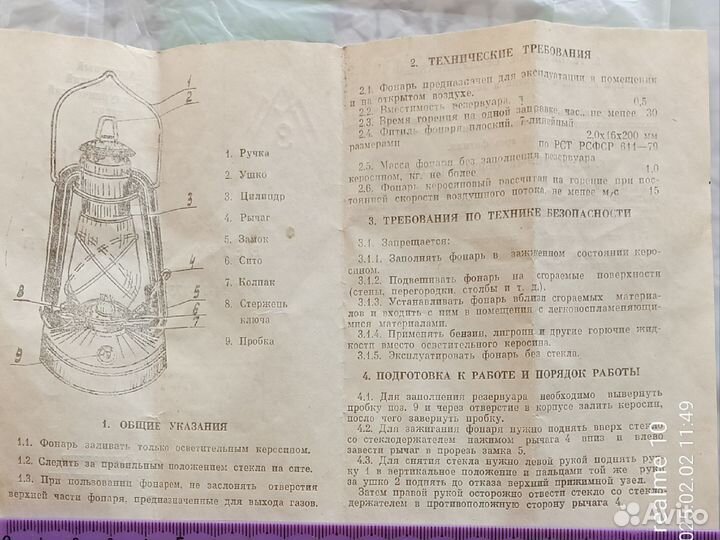 1
2
3
4
5
6
7
8
9
1. Ручка
2. Ушко
3. Цилиндр
4. Рычаг
5. Замок
6. Сито
7. Колпак
8. Стержень
ключа
9. Пробка
1. ОБЩИЕ УКАЗАНИЯ
1.1. Фонарь заливать только осветительным керосином.
1.2. Следить за правильным положением стекла на сите.
1.3. При пользовании фонарем, не заслонять отверстия
верхней части фонаря, предназначенные для выхода газов.
2. ТЕХНИЧЕСКИЕ ТРЕБОВАНИЯ
2.1. Фонарь предназначен для эксплуатации в помещении
и на открытом воздухе.
2.2. Вместимость резервуара, л 0,5
2.3. Время горения на одной заправке, час., не менее 30
2.4. Фитиль фонаря плоский, 7-линейный
размерами 2,0х16х200 мм
по РСТ РСФСР 611—79
2.5. Масса фонаря без заполнения резервуара
керосином, кг, не более 1,0
2.6. Фонарь керосиновый рассчитан на горение при пос-
тоянной скорости воздушного потока, не менее м/с 15
3. ТРЕБОВАНИЯ ПО ТЕХНИКЕ БЕЗОПАСНОСТИ
3.1. Запрещается:
3.1.1. Заполнять фонарь в зажженном состоянии керо-
сином.
3.1.2. Подвешивать фонарь на сгораемые поверхности
(стены, перегородки, столбы и т. д.).
3.1.3. Устанавливать фонарь вблизи сгораемых материа-
лов и входить с ним в помещения с легковоспламеняющи-
мися материалами.
3.1.4. Применять бензин, лигроин и другие горючие жид-
кости вместо осветительного керосина.
3.1.5. Эксплуатировать фонарь без стекла.
4. ПОДГОТОВКА К РАБОТЕ И ПОРЯДОК РАБОТЫ
4.1. Для заполнения резервуара необходимо вывернуть
пробку поз. 9 и через отверстие в корпусе залить керосин,
после чего завернуть пробку.
4.2. Для зажигания фонаря нужно поднять вверх стекло
со стеклодержателем нажимом рычага 4 вниз и влево
завести рычаг в прорезь замка 5.
4.3. Для снятия стекла нужно левой рукой поднять руч-
ку 1 в вертикальное положение и пальцами той же руки
за ушко 2 поднять до отказа верхний прижимной узел.
Затем правой рукой осторожно отвести стекло со стекло-
держателем в противоположную сторону рычага 4.
Avito
02.02 11:49